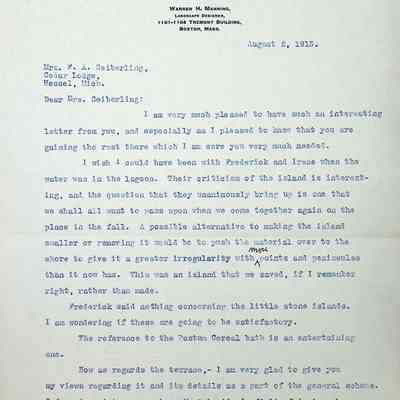 WARREN H. MANNING,
LANDSCAPE DESIGNER,
1101-1104 TREMONT BUILDING,
BOSTON, MASS.
August 2, 1915.
Mrs. F. A. Seiberling,
Cedar Lodge,
Hessel, Mich.
Dear Mrs. Seiberling:
I am very much pleased to have such an interesting
letter from you, and especially am I pleased to know that you are
gaining the rest there which I am sure you very much needed.
I wish I could have been with Frederick and Irene when the
water was in the lagoon. Their criticism of the island is interest-
ing, and the question that they unanimously bring up is one that
we shall all want to pass upon when we come together again on the
place in the fall. A possible alternative to making the island
smaller or removing it would be to push the material over to the
more
shore to give it a greater irregularity with points and peninsulas
than it now has. This was an island that we saved, if I remember
right, rather than made.
Frederick said nothing concerning the little stone islands.
I am wondering if these are going to be satisfactory.
The reference to the Postum Cereal bath is an entertaining
one.
Now as regards the terrace,- I am very glad to give you
my views regarding it and its details as a part of the general scheme.